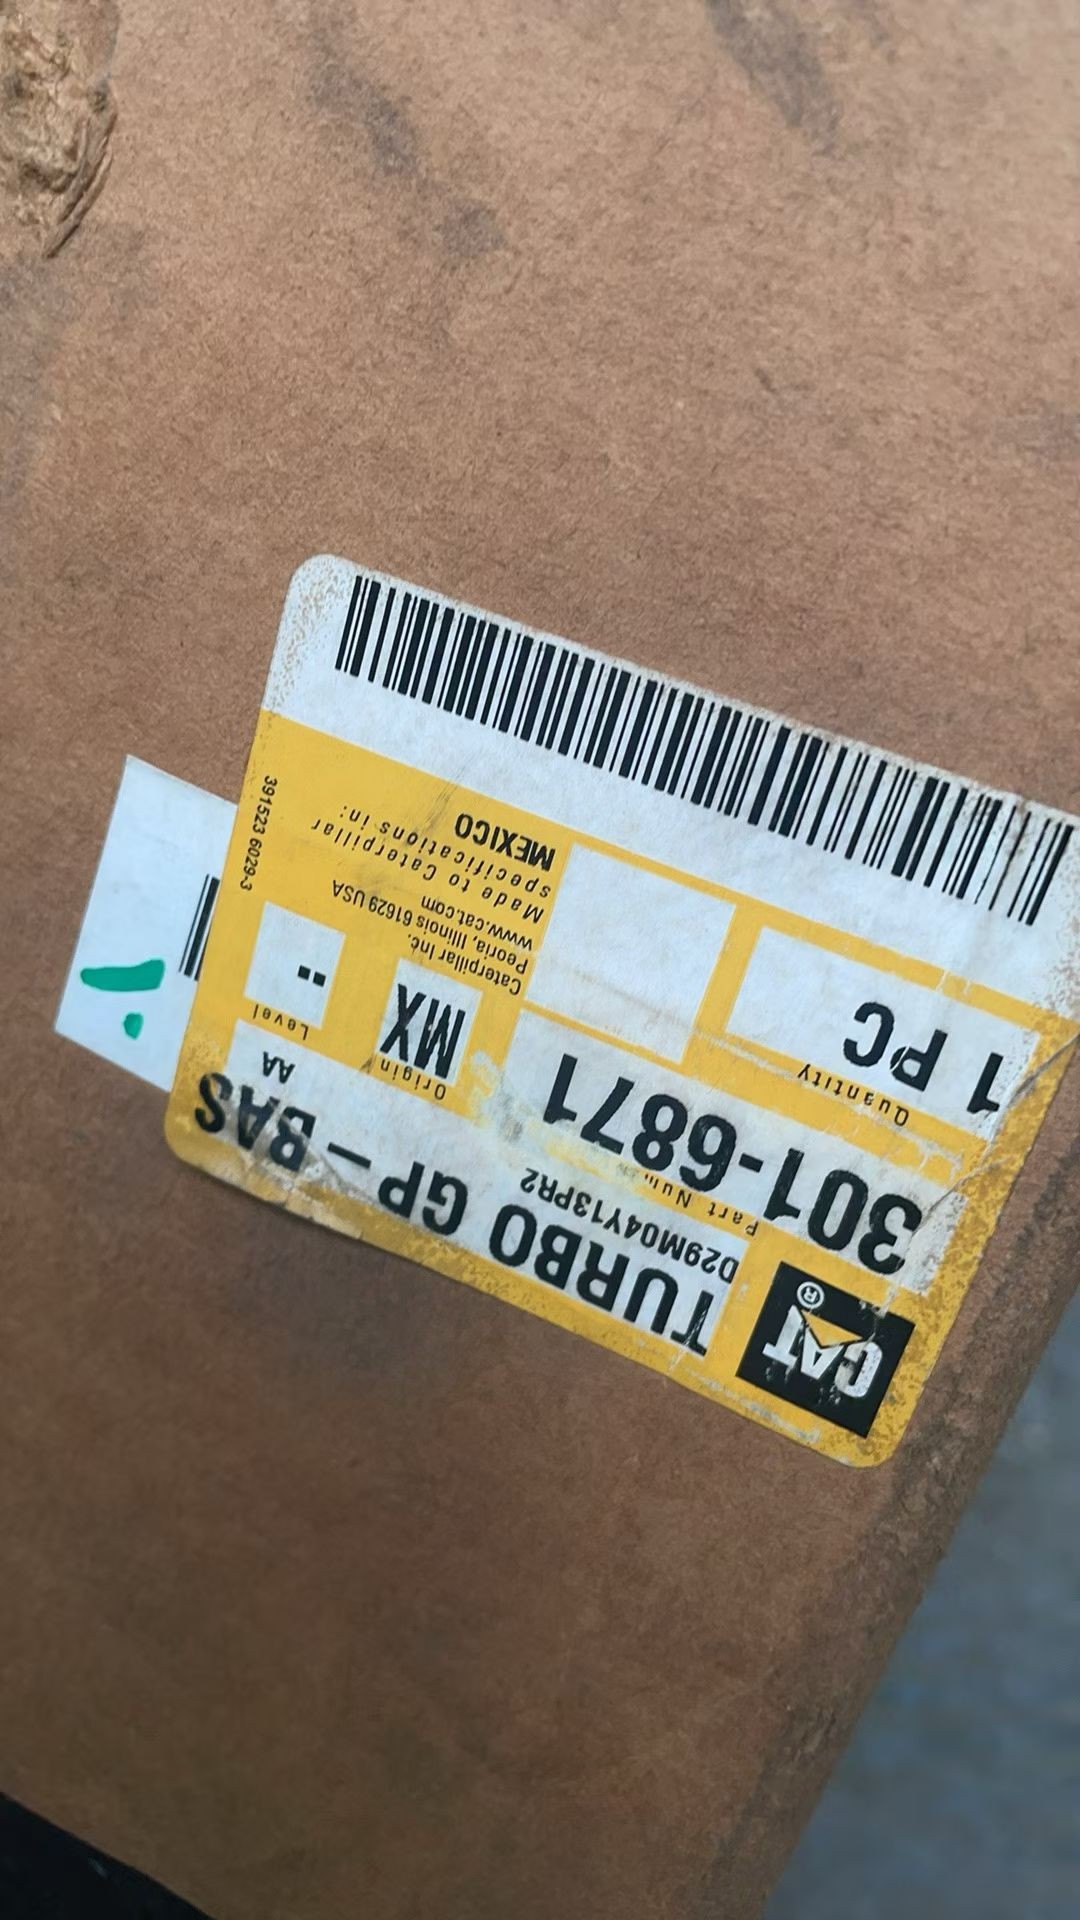 CAT®
TURBO GP - BAS
D29M04Y13PR2
AA
Part Num
301-6871
Origin
MX
Level
Quantity
1 PC
Caterpillar Inc.
Peoria, Illinois 61629 USA
www.cat.com
Made to Caterpillar
specifications in:
MEXICO
391523 6029-3